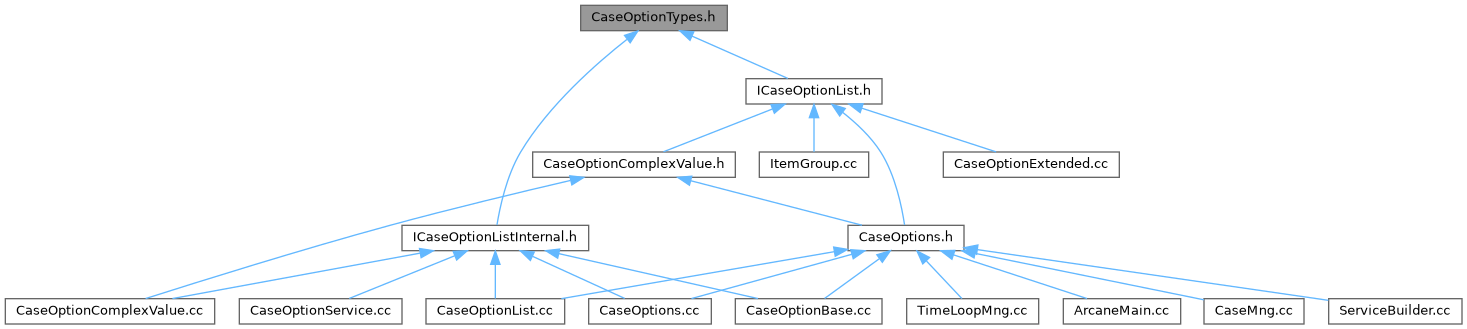 CaseOptionTypes.h
ICaseOptionList.h
CaseOptionComplexValue.h
ItemGroup.cc
CaseOptionExtended.cc
ICaseOptionListInternal.h
CaseOptions.h
CaseOptionComplexValue.cc
CaseOptionService.cc
CaseOptionList.cc
CaseOptions.cc
CaseOptionBase.cc
TimeLoopMng.cc
ArcaneMain.cc
CaseMng.cc
ServiceBuilder.cc